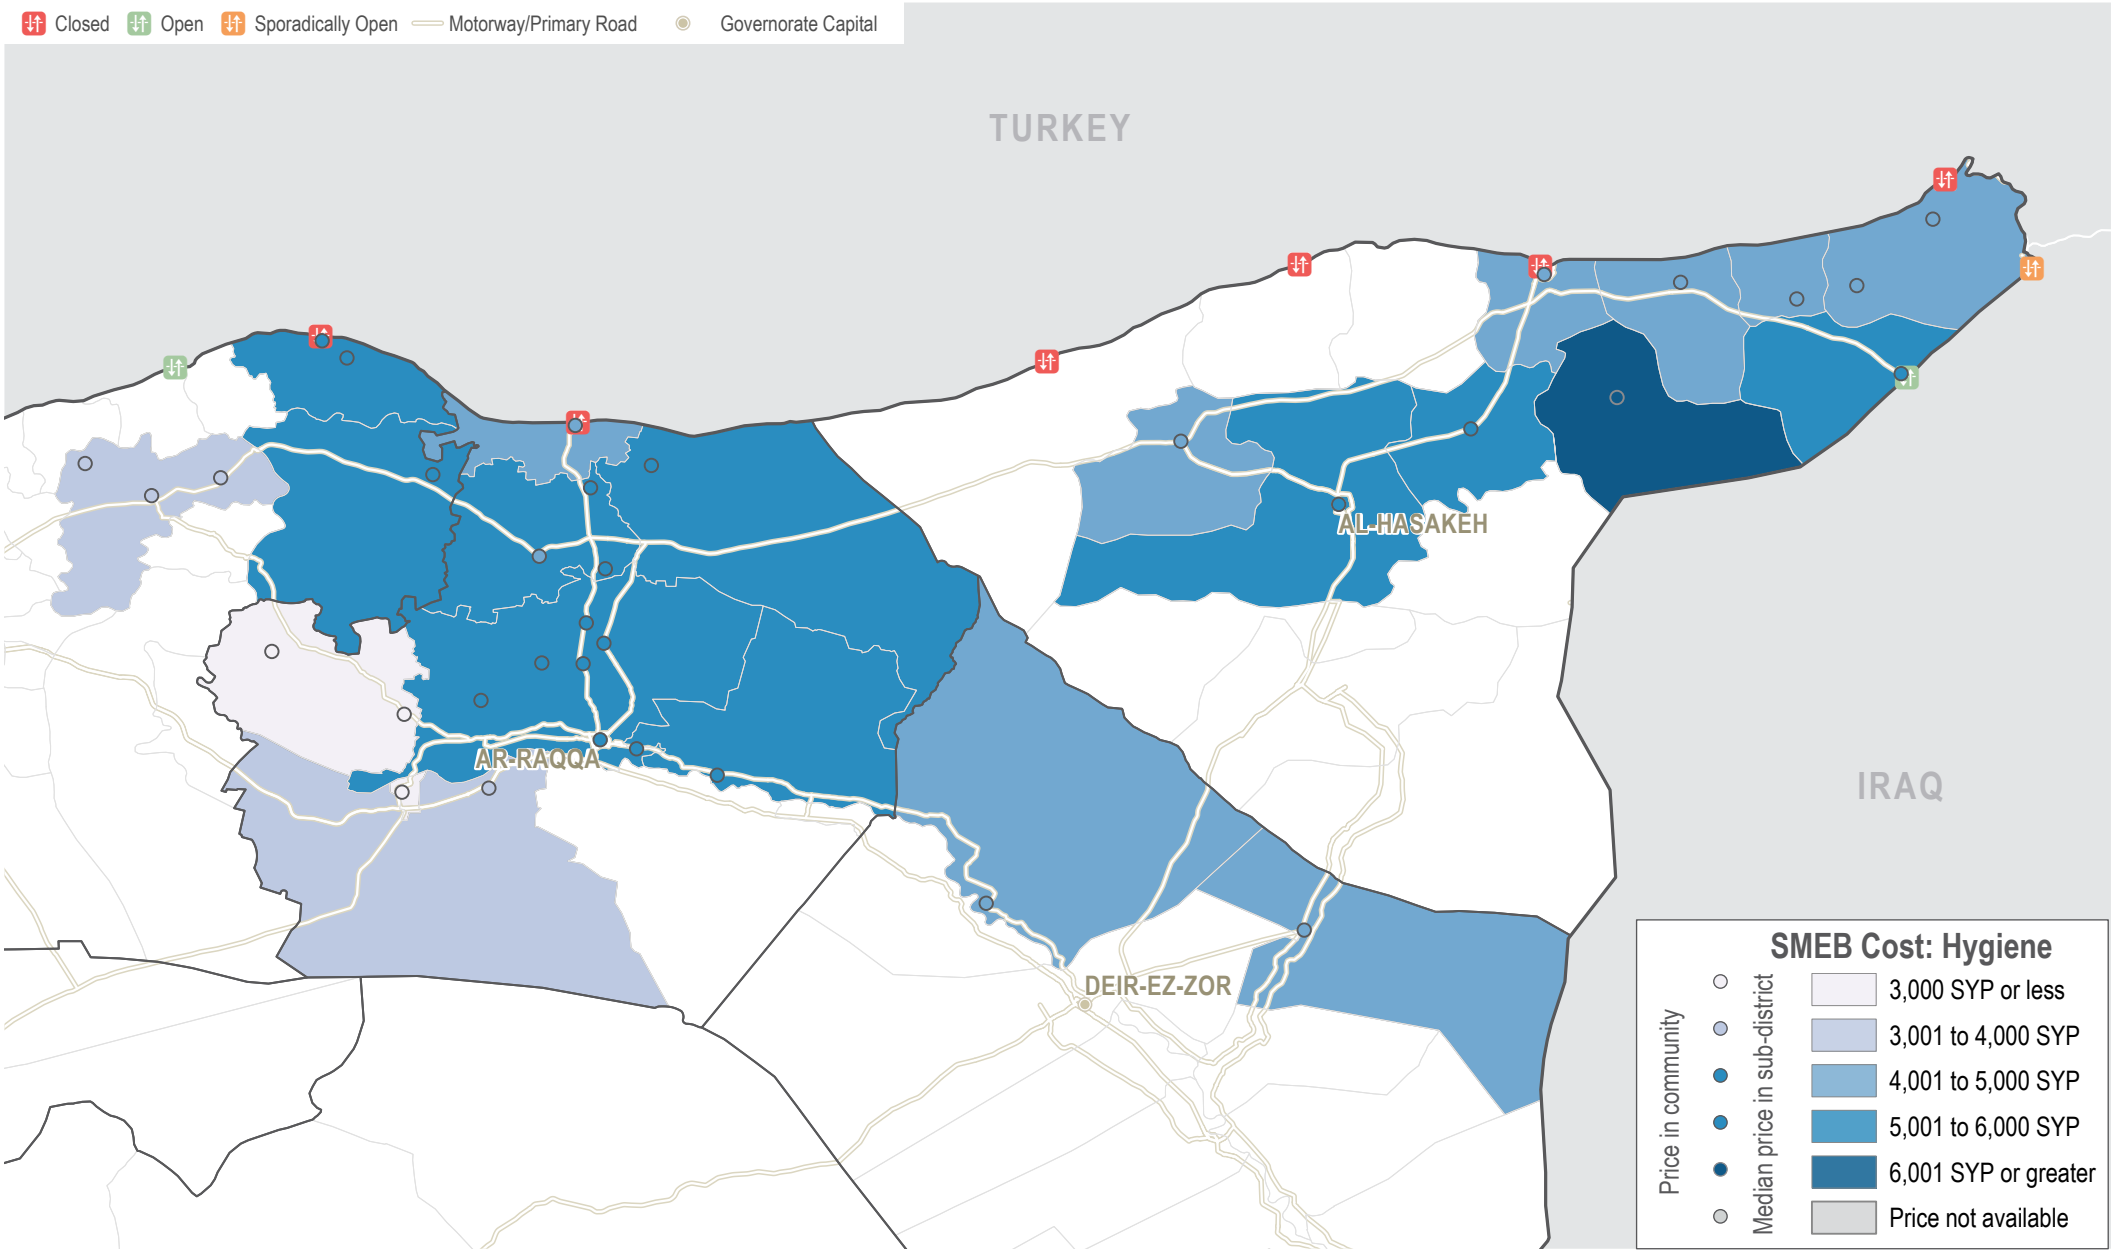 Closed Open Sporadically Open Motorway/Primary Road Governorate Capital
TURKEY
AL-HASAKEH
AR-RAQQA
IRAQ
DEIR-EZ-ZOR
SMEB Cost: Hygiene
Price in community
Median price in sub-district
3,000 SYP or less
3,001 to 4,000 SYP
4,001 to 5,000 SYP
5,001 to 6,000 SYP
6,001 SYP or greater
Price not available